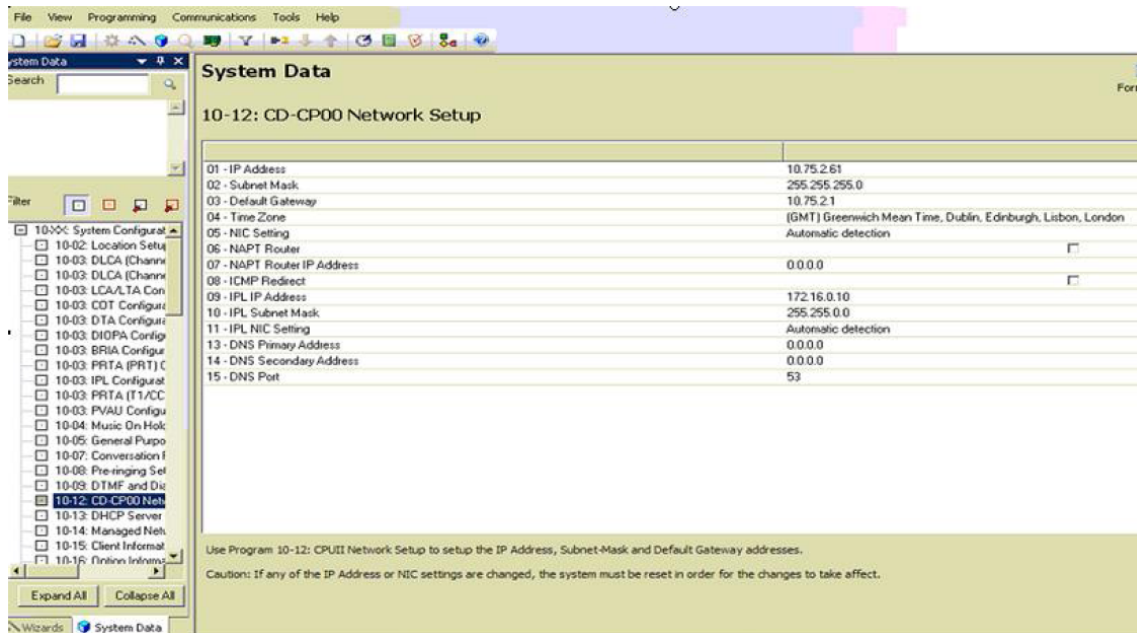 File View Programming Communications Tools Help
ystem Data
Search
Filter
10-XX: System Configurat
10-02: Location Setu
10-03: DLCA (Channe
10-03: DLCA (Channe
10-03: LCA/LTA Con
10-03: COT Configura
10-03: DTA Configura
10-03: DIOPA Config
10-03: BRIA Configur
10-03: PRTA (PRT) C
10-03: IPL Configurat
10-03: PRTA (T1/CC
10-03: PVAU Configu
10-04: Music On Hold
10-05: General Purpo
10-07: Conversation
10-08: Pre-ringing Set
10-09: DTMF and Dia
10-12: CD-CP00 Netw
10-13: DHCP Server
10-14: Managed Netw
10-15: Client Informat
10-16: Option Informa
Expand All Collapse All
Wizards System Data
System Data
For
10-12: CD-CP00 Network Setup
01 - IP Address 10.75.2.61
02 - Subnet Mask 255.255.255.0
03 - Default Gateway 10.75.2.1
04 - Time Zone (GMT) Greenwich Mean Time, Dublin, Edinburgh, Lisbon, London
05 - NIC Setting Automatic detection
06 - NAPT Router
07 - NAPT Router IP Address 0.0.0.0
08 - ICMP Redirect
09 - IPL IP Address 172.16.0.10
10 - IPL Subnet Mask 255.255.0.0
11 - IPL NIC Setting Automatic detection
13 - DNS Primary Address 0.0.0.0
14 - DNS Secondary Address 0.0.0.0
15 - DNS Port 53
Use Program 10-12: CPUII Network Setup to setup the IP Address, Subnet-Mask and Default Gateway addresses.
Caution: If any of the IP Address or NIC settings are changed, the system must be reset in order for the changes to take affect.